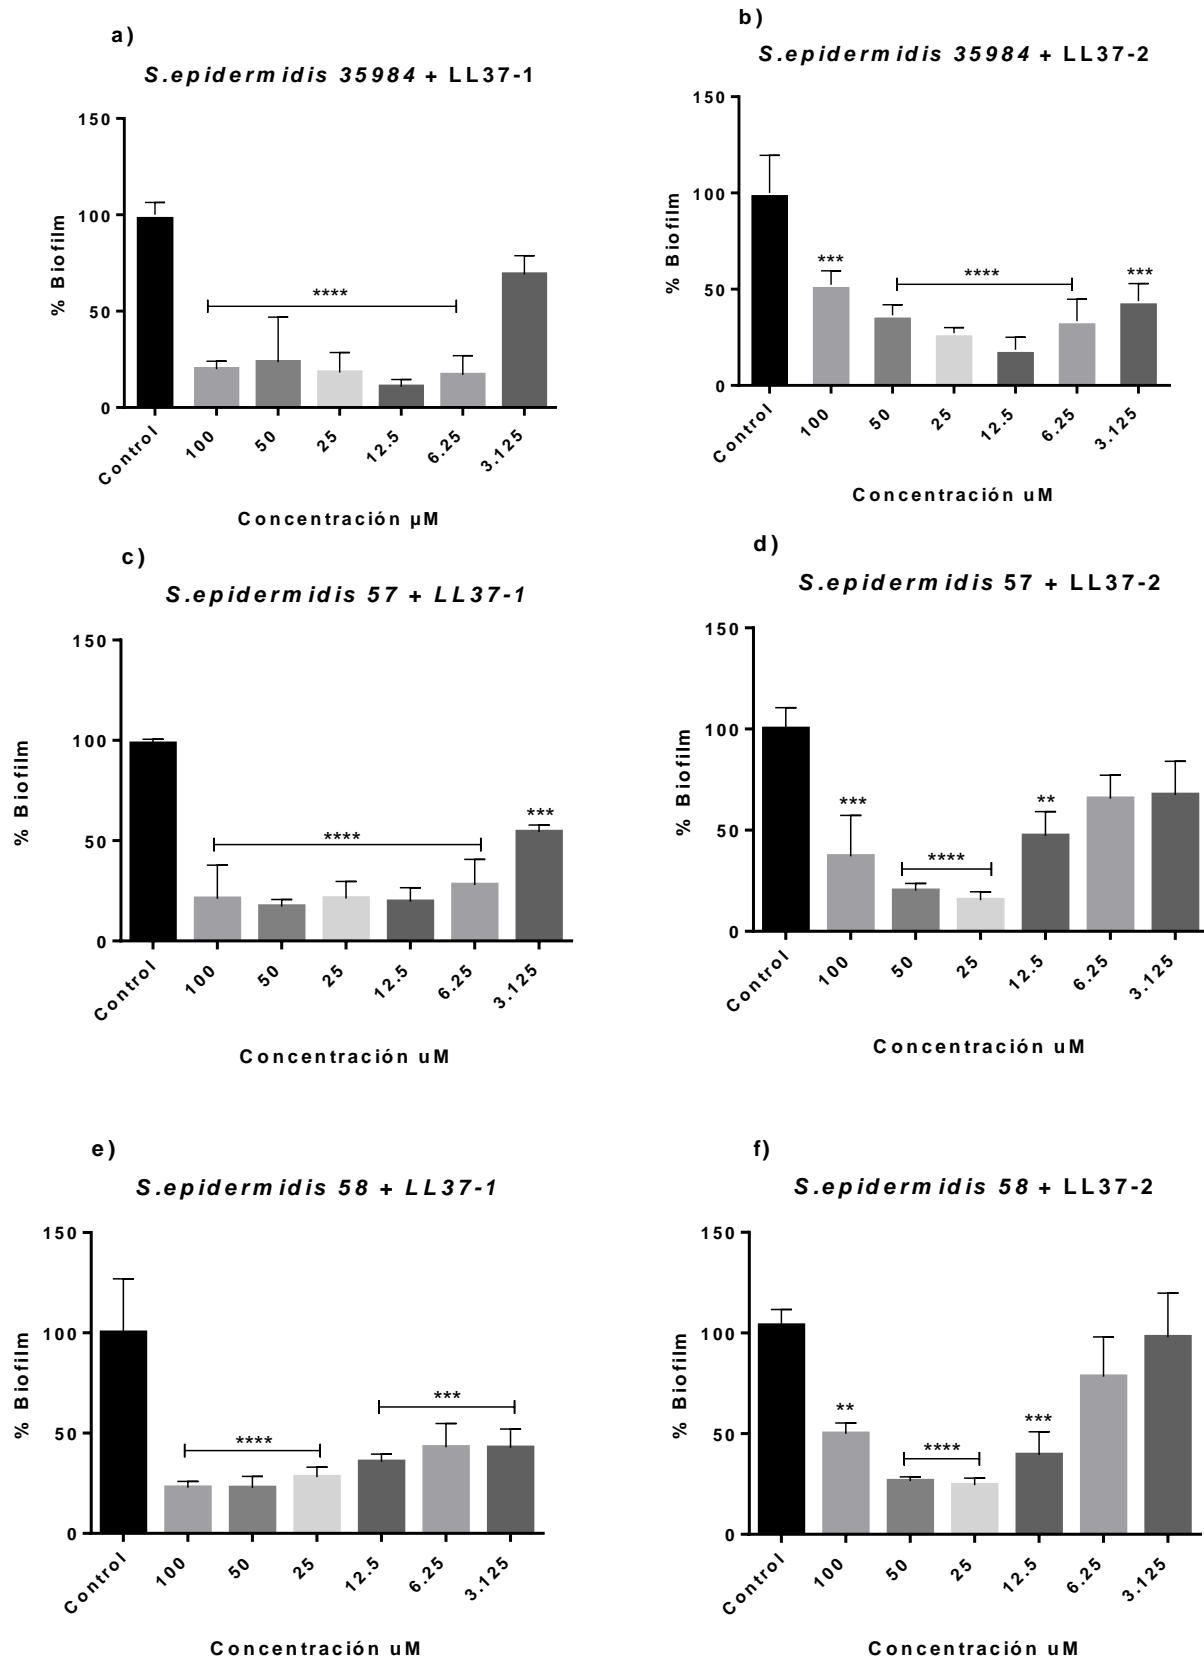 a)
S.epidermidis 35984 + LL37-1
% Biofilm
150
100
50
0
****
Control
100
50
25
12.5
6.25
3.125
Concentración µM
b)
S.epidermidis 35984 + LL37-2
% Biofilm
150
100
50
0
***
****
***
Control
100
50
25
12.5
6.25
3.125
Concentración uM
c)
S.epidermidis 57 + LL37-1
% Biofilm
150
100
50
0
****
***
Control
100
50
25
12.5
6.25
3.125
Concentración uM
d)
S.epidermidis 57 + LL37-2
% Biofilm
150
100
50
0
***
****
**
Control
100
50
25
12.5
6.25
3.125
Concentración uM
e)
S.epidermidis 58 + LL37-1
% Biofilm
150
100
50
0
****
***
Control
100
50
25
12.5
6.25
3.125
Concentración uM
f)
S.epidermidis 58 + LL37-2
% Biofilm
150
100
50
0
**
****
***
Control
100
50
25
12.5
6.25
3.125
Concentración uM